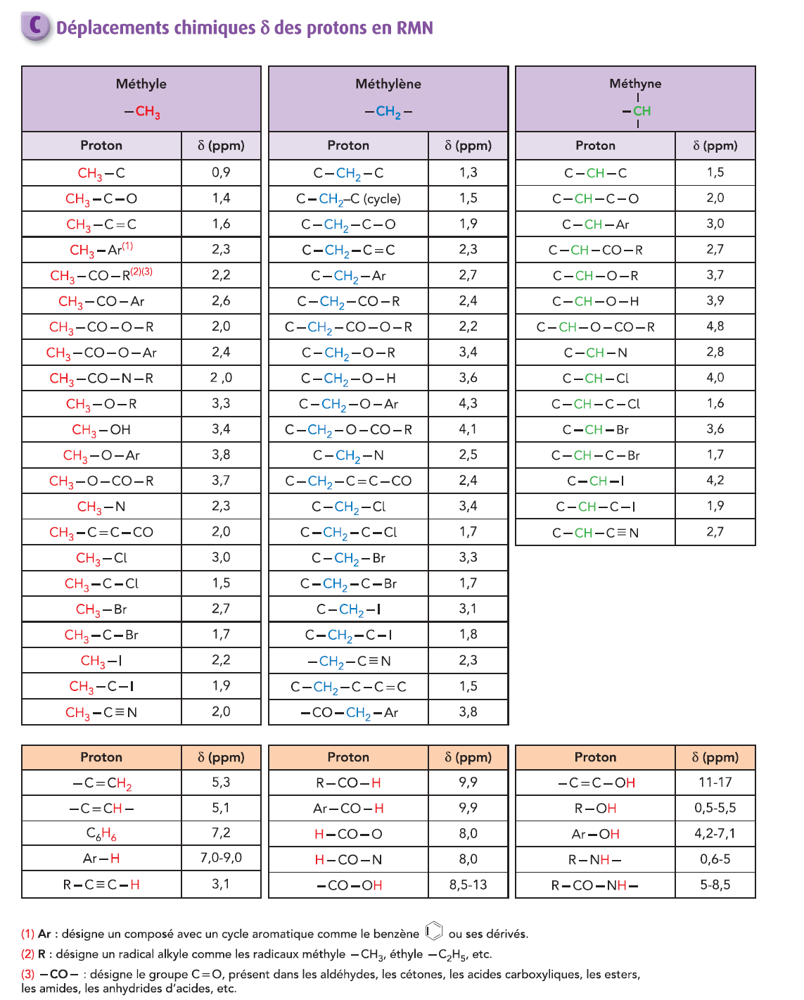 C Déplacements chimiques δ des protons en RMN
Méthyle
–CH3
Proton δ (ppm)
CH3–C 0,9
CH3–C–O 1,4
CH3–C=C 1,6
CH3–Ar(1) 2,3
CH3–CO–R(2)(3) 2,2
CH3–CO–Ar 2,6
CH3–CO–O–R 2,0
CH3–CO–O–Ar 2,4
CH3–CO–N–R 2 ,0
CH3–O–R 3,3
CH3–OH 3,4
CH3–O–Ar 3,8
CH3–O–CO–R 3,7
CH3–N 2,3
CH3–C=C–CO 2,0
CH3–Cl 3,0
CH3–C–Cl 1,5
CH3–Br 2,7
CH3–C–Br 1,7
CH3–I 2,2
CH3–C–I 1,9
CH3–C≡N 2,0
Méthylène
–CH2–
Proton δ (ppm)
C–CH2–C 1,3
C–CH2–C (cycle) 1,5
C–CH2–C–O 1,9
C–CH2–C=C 2,3
C–CH2–Ar 2,7
C–CH2–CO–R 2,4
C–CH2–CO–O–R 2,2
C–CH2–O–R 3,4
C–CH2–O–H 3,6
C–CH2–O–Ar 4,3
C–CH2–O–CO–R 4,1
C–CH2–N 2,5
C–CH2–C=C–CO 2,4
C–CH2–Cl 3,4
C–CH2–C–Cl 1,7
C–CH2–Br 3,3
C–CH2–C–Br 1,7
C–CH2–I 3,1
C–CH2–C–I 1,8
–CH2–C≡N 2,3
C–CH2–C–C=C 1,5
–CO–CH2–Ar 3,8
Méthyne
–CH
Proton δ (ppm)
C–CH–C 1,5
C–CH–C–O 2,0
C–CH–Ar 3,0
C–CH–CO–R 2,7
C–CH–O–R 3,7
C–CH–O–H 3,9
C–CH–O–CO–R 4,8
C–CH–N 2,8
C–CH–Cl 4,0
C–CH–C–Cl 1,6
C–CH–Br 3,6
C–CH–C–Br 1,7
C–CH–I 4,2
C–CH–C–I 1,9
C–CH–C≡N 2,7
Proton δ (ppm)
–C=CH2 5,3
–C=CH– 5,1
C6H6 7,2
Ar–H 7,0-9,0
R–C≡C–H 3,1
Proton δ (ppm)
R–CO–H 9,9
Ar–CO–H 9,9
H–CO–O 8,0
H–CO–N 8,0
–CO–OH 8,5-13
Proton δ (ppm)
–C=C–OH 11-17
R–OH 0,5-5,5
Ar–OH 4,2-7,1
R–NH– 0,6-5
R–CO–NH– 5-8,5
(1) Ar : désigne un composé avec un cycle aromatique comme le benzène ou ses dérivés.
(2) R : désigne un radical alkyle comme les radicaux méthyle –CH3, éthyle –C2H5, etc.
(3) –CO– : désigne le groupe C=O, présent dans les aldéhydes, les cétones, les acides carboxyliques, les esters,
les amides, les anhydrides d'acides, etc.